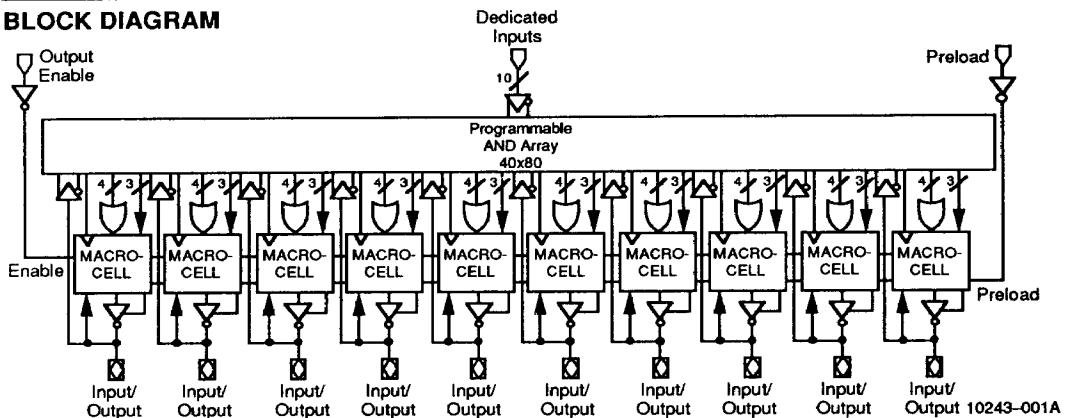 BLOCK DIAGRAM
Output
Enable
Dedicated
Inputs
10
Preload
Programmable
AND Array
40x80
4 3 4 3 4 3 4 3 4 3 4 3 4 3 4 3 4 3 4 3
MACRO-
CELL
MACRO-
CELL
MACRO-
CELL
MACRO-
CELL
MACRO-
CELL
MACRO-
CELL
MACRO-
CELL
MACRO-
CELL
MACRO-
CELL
MACRO-
CELL
Enable
Preload
Input/
Output
Input/
Output
Input/
Output
Input/
Output
Input/
Output
Input/
Output
Input/
Output
Input/
Output
Input/
Output
Input/
Output
10243–001A